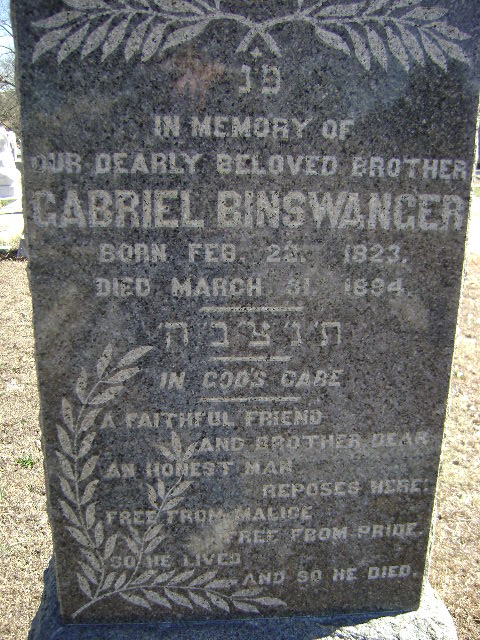 פ נ
IN MEMORY OF
OUR DEARLY BELOVED BROTHER
GABRIEL BINSWANGER
BORN FEB. 23. 1823.
DIED MARCH 31. 1894.
ת' נ' צ' ב' ה'
IN GOD'S CARE
A FAITHFUL FRIEND
AND BROTHER DEAR
AN HONEST MAN
REPOSES HERE:
FREE FROM MALICE
FREE FROM PRIDE.
SO HE LIVED
AND SO HE DIED.